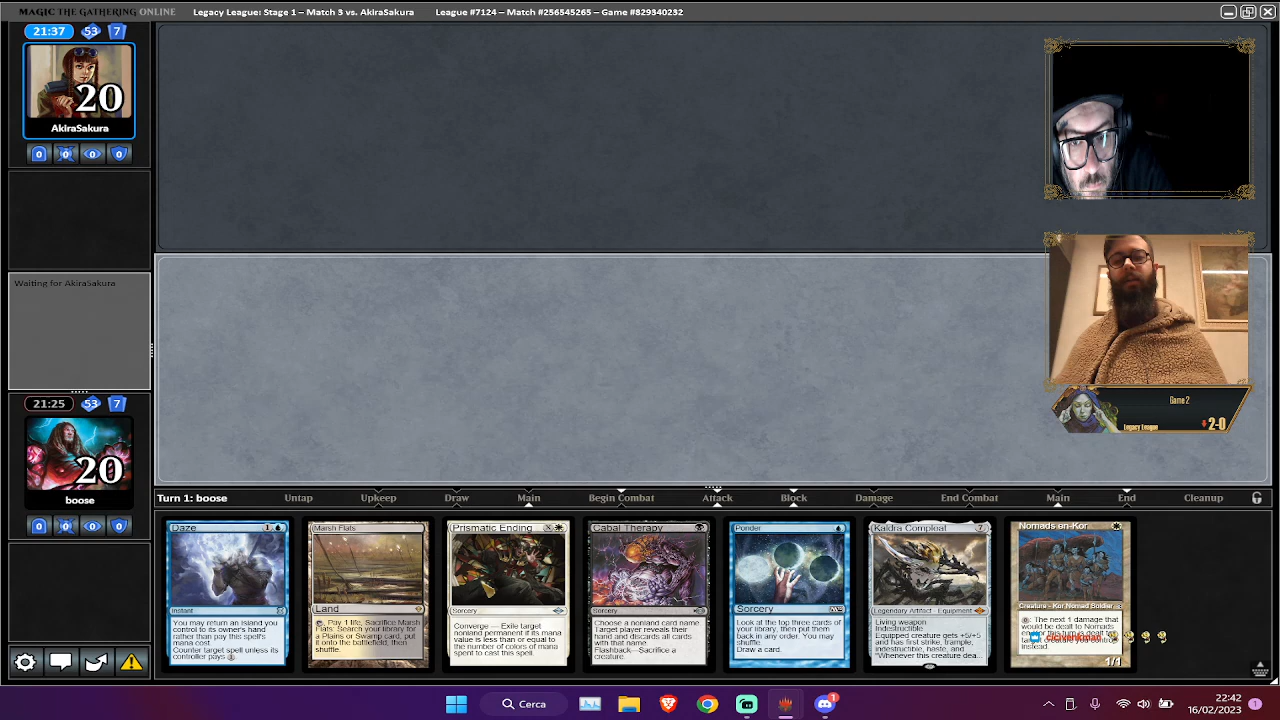 MAGIC THE GATHERING ONLINE
Legacy League: Stage 1 – Match 3 vs. AkiraSakura
League #7124 – Match #256545265 – Game #829340232
21:37
53
7
20
AkiraSakura
0 0 0 0
Waiting for AkiraSakura
21:25
53
7
20
boose
0 0 0 0
Game 2
Legacy League
2-0
Turn 1: boose
Untap
Upkeep
Draw
Main
Begin Combat
Attack
Block
Damage
End Combat
Main
End
Cleanup
Daze
1
Instant
You may return an Island you
control to its owner's hand
rather than pay this spell's
mana cost.
Counter target spell unless its
controller pays 1.
Marsh Flats
Land
, Pay 1 life, Sacrifice Marsh
Flats: Search your library for
a Plains or Swamp card, put
it onto the battlefield, then
shuffle.
Prismatic Ending
X
Sorcery
Converge — Exile target
nonland permanent if its mana
value is less than or equal to
the number of colors of mana
spent to cast this spell.
Cabal Therapy
Sorcery
Choose a nonland card name
Target player reveals their
hand and discards all cards
with that name.
Flashback—Sacrifice a
creature.
Ponder
Sorcery
Look at the top three cards of
your library, then put them
back in any order. You may
shuffle.
Draw a card.
Kaldra Compleat
7
Legendary Artifact - Equipment
Living weapon
Indestructible
Equipped creature gets +5/+5
and has first strike, trample,
indestructible, haste, and
"Whenever this creature dea...
Nomads en-Kor
Creature - Kor Nomad Soldier
: The next 1 damage that
would be dealt to Nomads
instead.
1/1
Cerca
1
22:42
16/02/2023
1